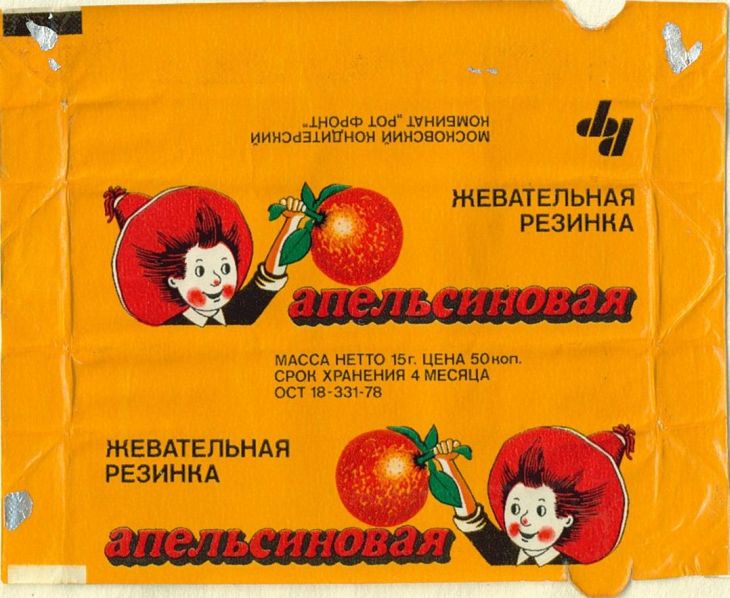 МОСКОВСКИЙ КОНДИТЕРСКИЙ
КОМБИНАТ „РОТ ФРОНТ"
РФ
ЖЕВАТЕЛЬНАЯ
РЕЗИНКА
апельсиновая
МАССА НЕТТО 15г. ЦЕНА 50коп.
СРОК ХРАНЕНИЯ 4 МЕСЯЦА
ОСТ 18-331-78
ЖЕВАТЕЛЬНАЯ
РЕЗИНКА
апельсиновая